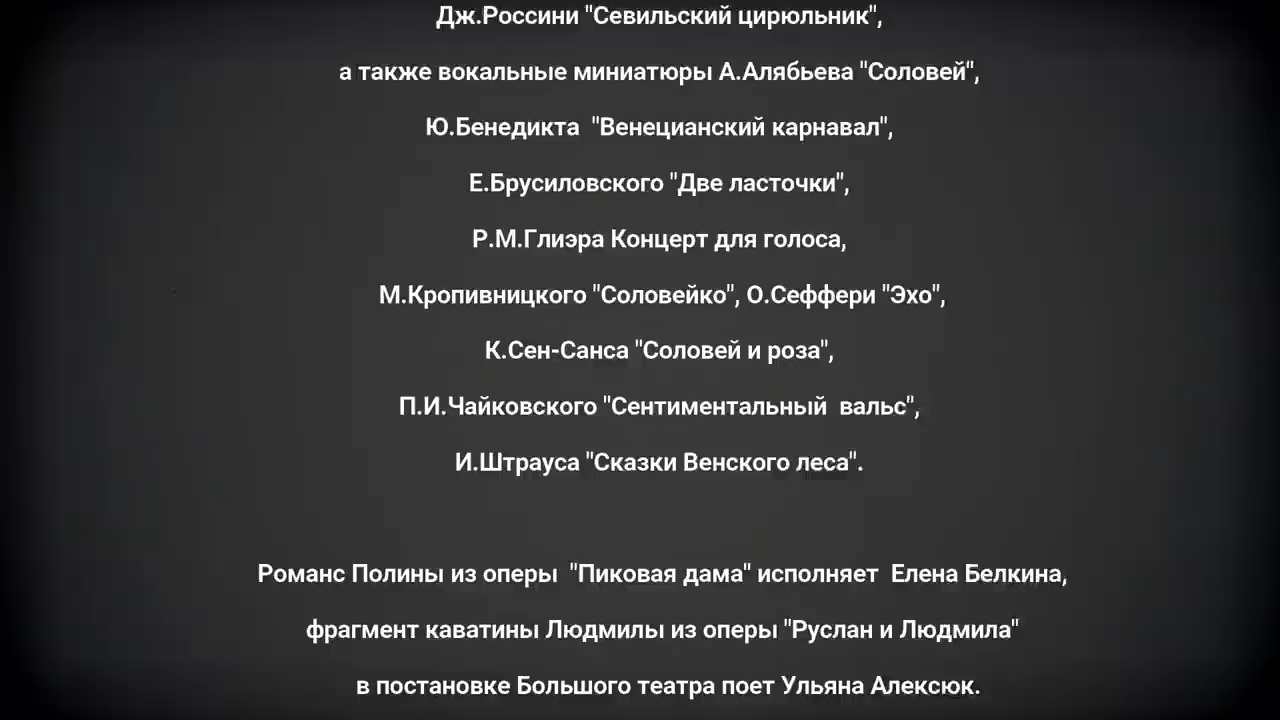 Дж.Россини "Севильский цирюльник",
а также вокальные миниатюры А.Алябьева "Соловей",
Ю.Бенедикта  "Венецианский карнавал",
Е.Брусиловского "Две ласточки",
Р.М.Глиэра Концерт для голоса,
М.Кропивницкого "Соловейко", О.Сеффери "Эхо",
К.Сен-Санса "Соловей и роза",
П.И.Чайковского "Сентиментальный  вальс",
И.Штрауса "Сказки Венского леса".
Романс Полины из оперы  "Пиковая дама" исполняет  Елена Белкина,
фрагмент каватины Людмилы из оперы "Руслан и Людмила"
в постановке Большого театра поет Ульяна Алексюк.